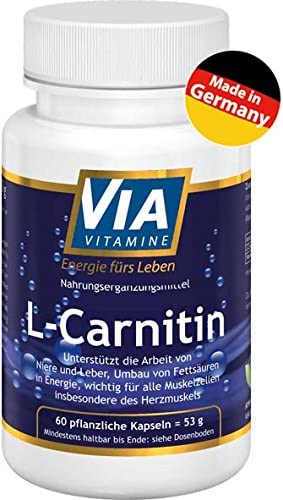 Made in
Germany
VIA
VITAMINE
Energie fürs Leben
Nahrungsergänzungsmittel
L-Carnitin
Unterstützt die Arbeit von
Niere und Leber, Umbau von Fettsäuren
in Energie, wichtig für alle Muskelzellen
insbesondere des Herzmuskels
60 pflanzliche Kapseln = 53 g
Mindestens haltbar bis Ende: siehe Dosenboden